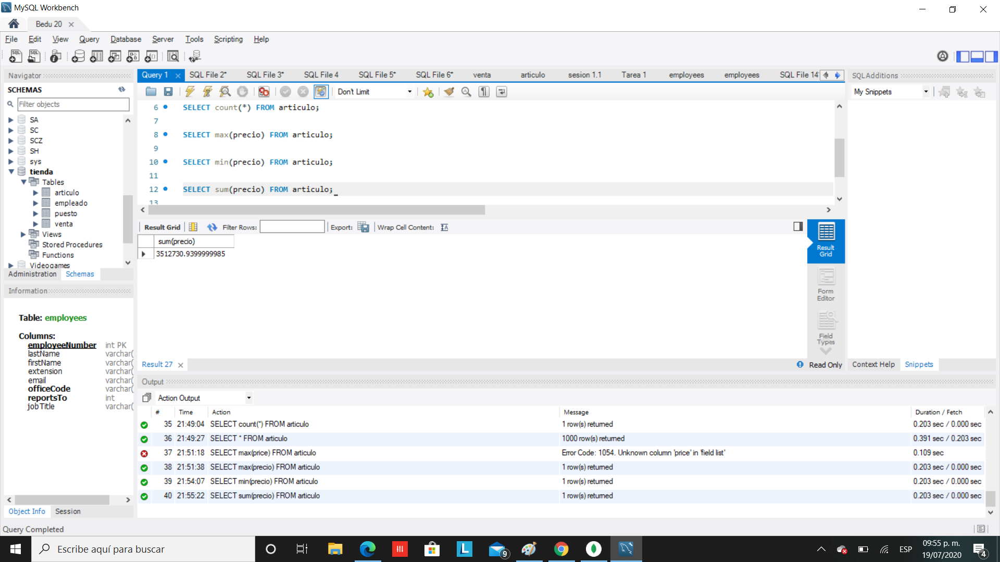 MySQL Workbench
Bedu 20
File Edit View Query Database Server Tools Scripting Help
Navigator
SCHEMAS
Filter objects
SA
SC
SCZ
SH
sys
tienda
Tables
articulo
empleado
puesto
venta
Views
Stored Procedures
Functions
Videogames
Administration Schemas
Information
Table: employees
Columns:
employeeNumber int PK
lastName varchar(
firstName varchar(
extension varchar(
email varchar(
officeCode varchar(
reportsTo int
jobTitle varchar(
Object Info Session
Query Completed
Query 1 SQL File 2* SQL File 3* SQL File 4 SQL File 5* SQL File 6* venta articulo sesion 1.1 Tarea 1 employees employees SQL File 14*
Don't Limit
6 SELECT count(*) FROM articulo;
7
8 SELECT max(precio) FROM articulo;
9
10 SELECT min(precio) FROM articulo;
11
12 SELECT sum(precio) FROM articulo;
13
Result Grid Filter Rows: Export: Wrap Cell Content:
sum(precio)
3512730.9399999985
Result Grid
Form Editor
Field Types
Result 27
Read Only
SQLAdditions
My Snippets
Context Help Snippets
Output
Action Output
# Time Action Message Duration / Fetch
35 21:49:04 SELECT count(*) FROM articulo 1 row(s) returned 0.203 sec / 0.000 sec
36 21:49:27 SELECT * FROM articulo 1000 row(s) returned 0.391 sec / 0.203 sec
37 21:51:18 SELECT max(price) FROM articulo Error Code: 1054. Unknown column 'price' in 'field list' 0.109 sec
38 21:51:38 SELECT max(precio) FROM articulo 1 row(s) returned 0.203 sec / 0.000 sec
39 21:54:07 SELECT min(precio) FROM articulo 1 row(s) returned 0.203 sec / 0.000 sec
40 21:55:22 SELECT sum(precio) FROM articulo 1 row(s) returned 0.203 sec / 0.000 sec
Escribe aquí para buscar
L
9
ESP
09:55 p. m.
19/07/2020
4